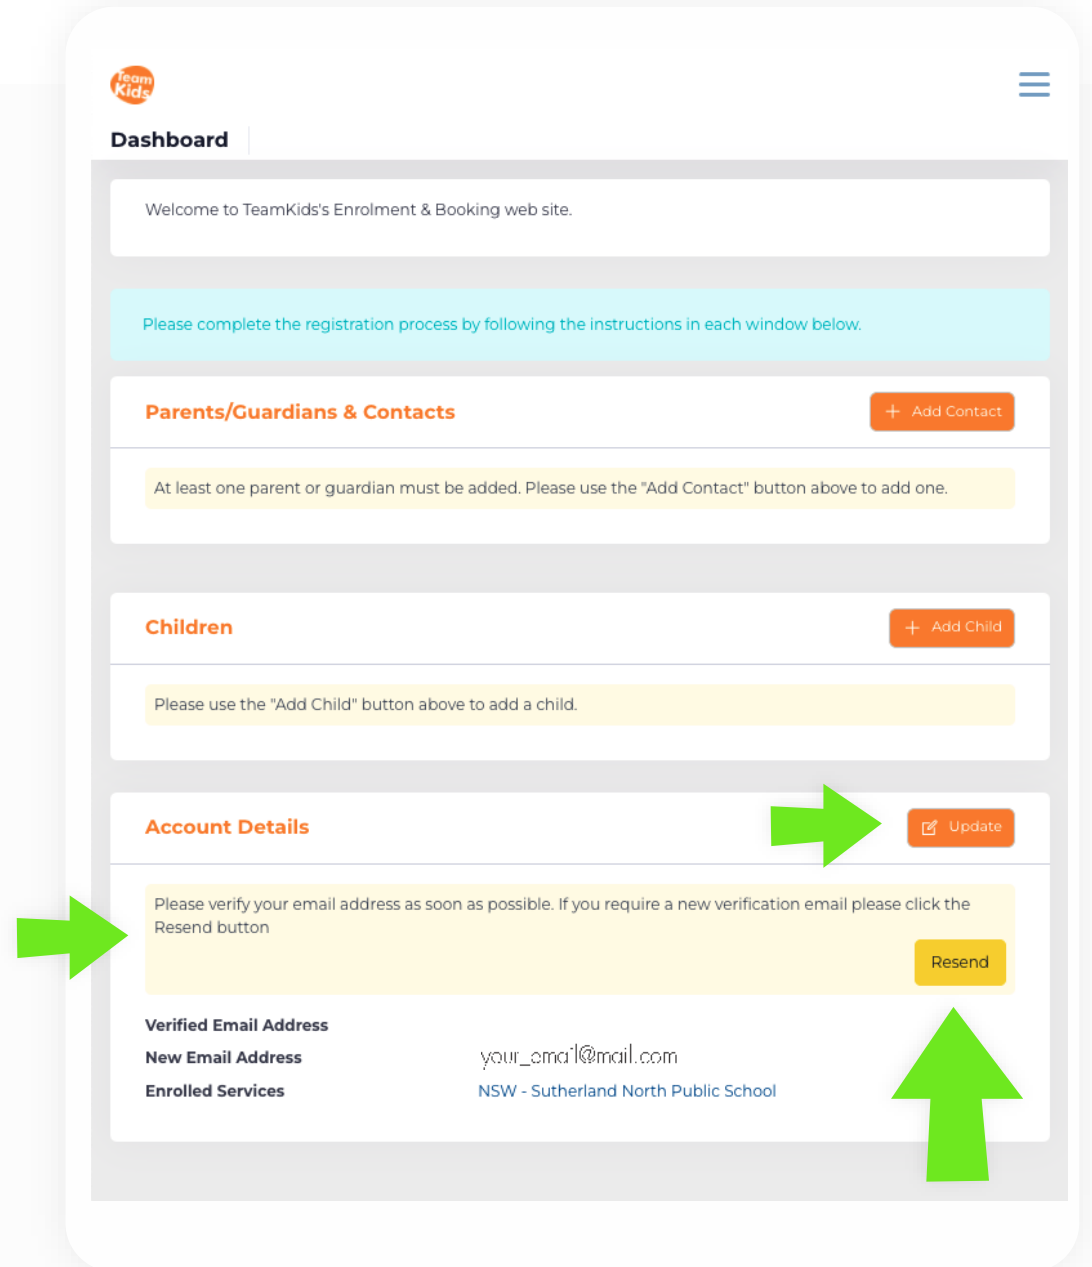 Team
Kids
Dashboard
Welcome to TeamKids's Enrolment & Booking web site.
Please complete the registration process by following the instructions in each window below.
Parents/Guardians & Contacts
+ Add Contact
At least one parent or guardian must be added. Please use the "Add Contact" button above to add one.
Children
+ Add Child
Please use the "Add Child" button above to add a child.
Account Details
Update
Please verify your email address as soon as possible. If you require a new verification email please click the
Resend button
Resend
Verified Email Address
New Email Address your_email@mail.com
Enrolled Services NSW - Sutherland North Public School